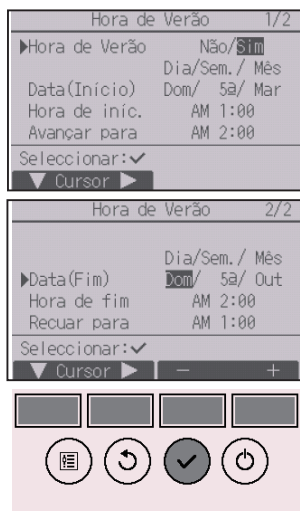 Hora de Verão 1/2
▶Hora de Verão Não/Sim
Dia/Sem./ Mês
Data(Início) Dom/ 5ª/ Mar
Hora de iníc. AM 1:00
Avançar para AM 2:00
Seleccionar:✓
▼ Cursor ▶
Hora de Verão 2/2
Dia/Sem./ Mês
▶Data(Fim) Dom/ 5ª/ Out
Hora de fim AM 2:00
Recuar para AM 1:00
Seleccionar:✓
▼ Cursor ▶ − +